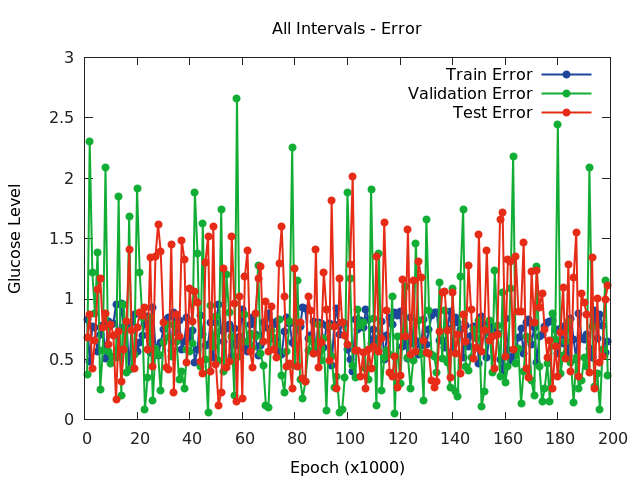 All Intervals - Error
Train Error
Validation Error
Test Error
3
2.5
2
1.5
1
0.5
0
Glucose Level
0 20 40 60 80 100 120 140 160 180 200
Epoch (x1000)